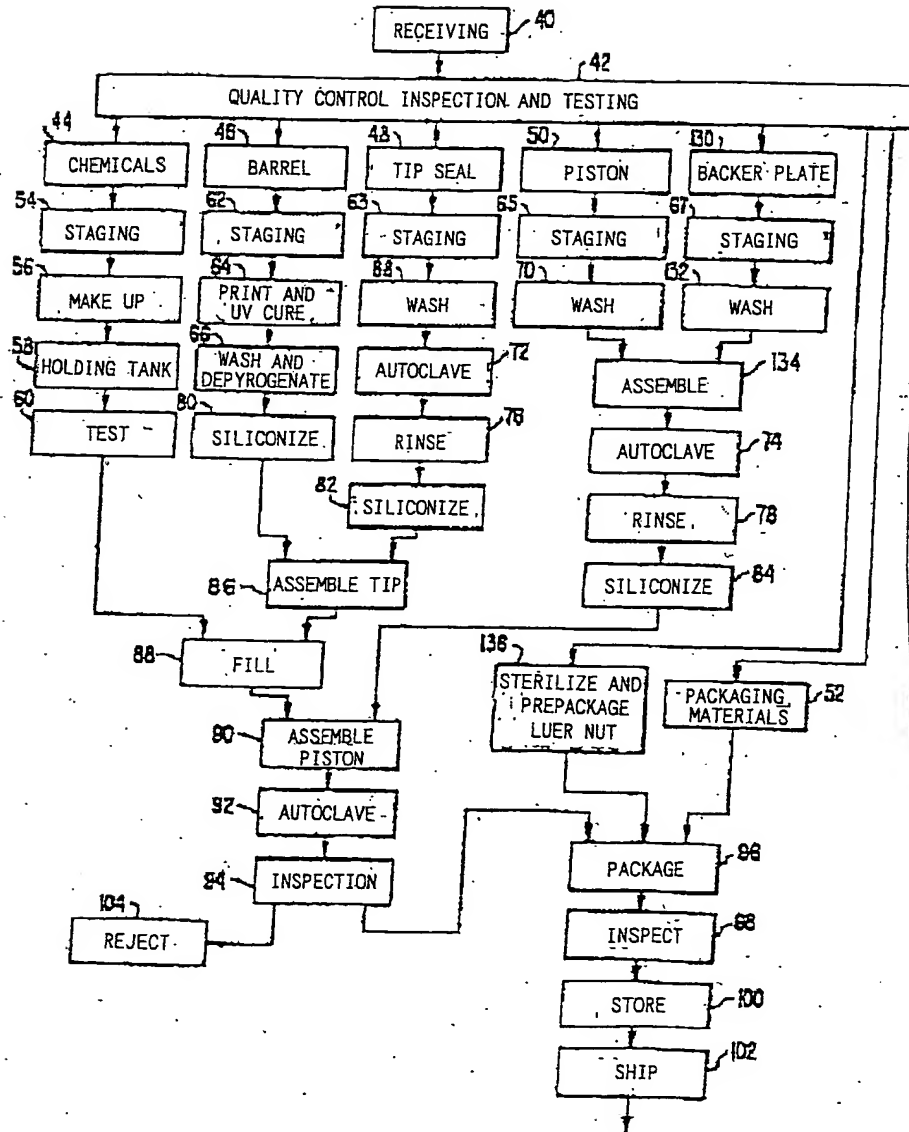 RECEIVING 40
42
QUALITY CONTROL INSPECTION AND TESTING
44 46 48 50 130
CHEMICALS BARREL TIP SEAL PISTON BACKER PLATE
54 62 63 65 67
STAGING STAGING STAGING STAGING STAGING
56 64 68 70 132
MAKE UP PRINT AND UV CURE WASH WASH WASH
58 66 72 134
HOLDING TANK WASH AND DEPYROGENATE AUTOCLAVE ASSEMBLE
60 80 76 74
TEST SILICONIZE RINSE AUTOCLAVE
82 78
SILICONIZE RINSE
86 84
ASSEMBLE TIP SILICONIZE
88 136 52
FILL STERILIZE AND PREPACKAGE LUER NUT PACKAGING MATERIALS
90
ASSEMBLE PISTON
92
AUTOCLAVE
94 96
INSPECTION PACKAGE
104 98
REJECT INSPECT
STORE 100
SHIP 102